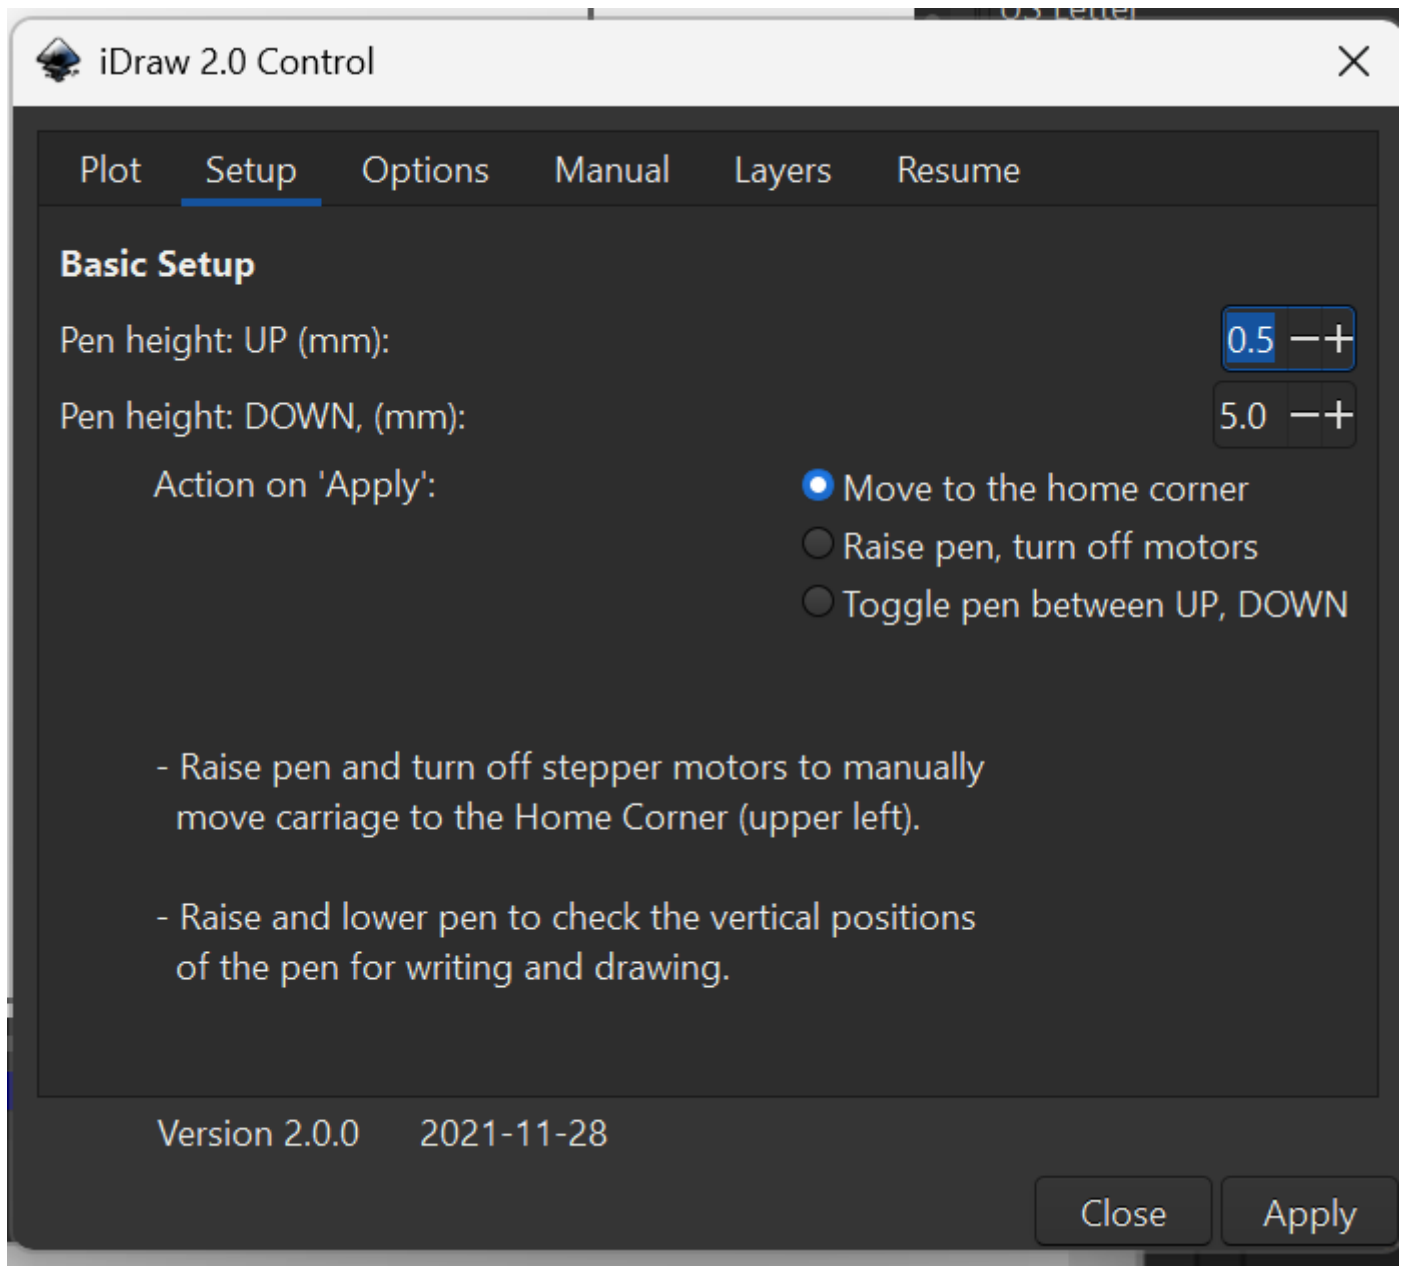 US Letter
iDraw 2.0 Control
Plot Setup Options Manual Layers Resume
Basic Setup
Pen height: UP (mm): 0.5
Pen height: DOWN, (mm): 5.0
Action on 'Apply': Move to the home corner
Raise pen, turn off motors
Toggle pen between UP, DOWN
- Raise pen and turn off stepper motors to manually
move carriage to the Home Corner (upper left).
- Raise and lower pen to check the vertical positions
of the pen for writing and drawing.
Version 2.0.0 2021-11-28
Close Apply